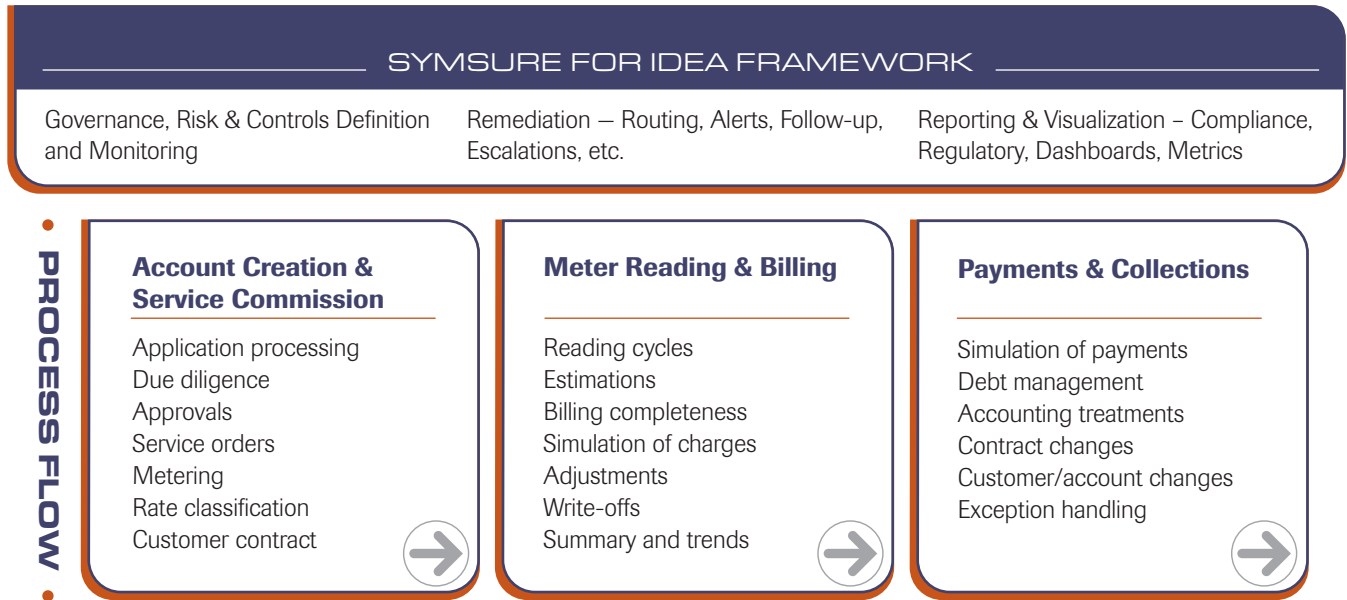 SYMSURE FOR IDEA FRAMEWORK
Governance, Risk & Controls Definition
and Monitoring
Remediation — Routing, Alerts, Follow-up,
Escalations, etc.
Reporting & Visualization – Compliance,
Regulatory, Dashboards, Metrics
• PROCESS FLOW •
Account Creation &
Service Commission
Application processing
Due diligence
Approvals
Service orders
Metering
Rate classification
Customer contract
Meter Reading & Billing
Reading cycles
Estimations
Billing completeness
Simulation of charges
Adjustments
Write-offs
Summary and trends
Payments & Collections
Simulation of payments
Debt management
Accounting treatments
Contract changes
Customer/account changes
Exception handling